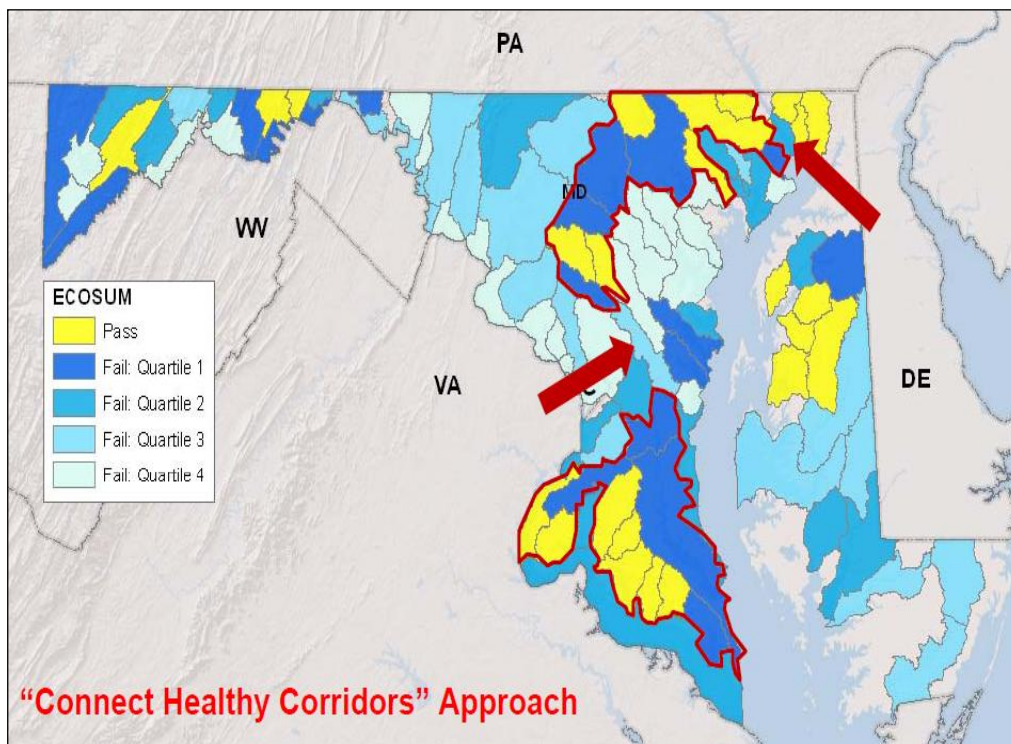 PA
MD
WV
ECOSUM
Pass
Fail: Quartile 1
Fail: Quartile 2
Fail: Quartile 3
Fail: Quartile 4
VA
C
DE
“Connect Healthy Corridors” Approach